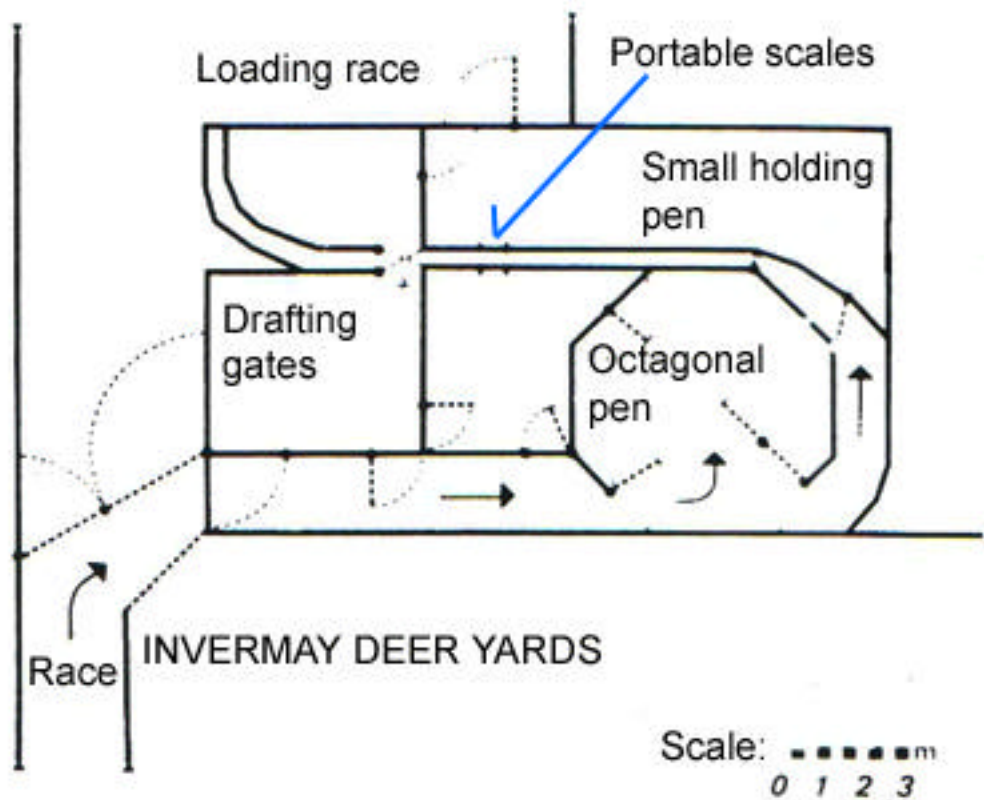 Loading race
Portable scales
Small holding
pen
Drafting
gates
Octagonal
pen
Race
INVERMAY DEER YARDS
Scale:
m
0 1 2 3